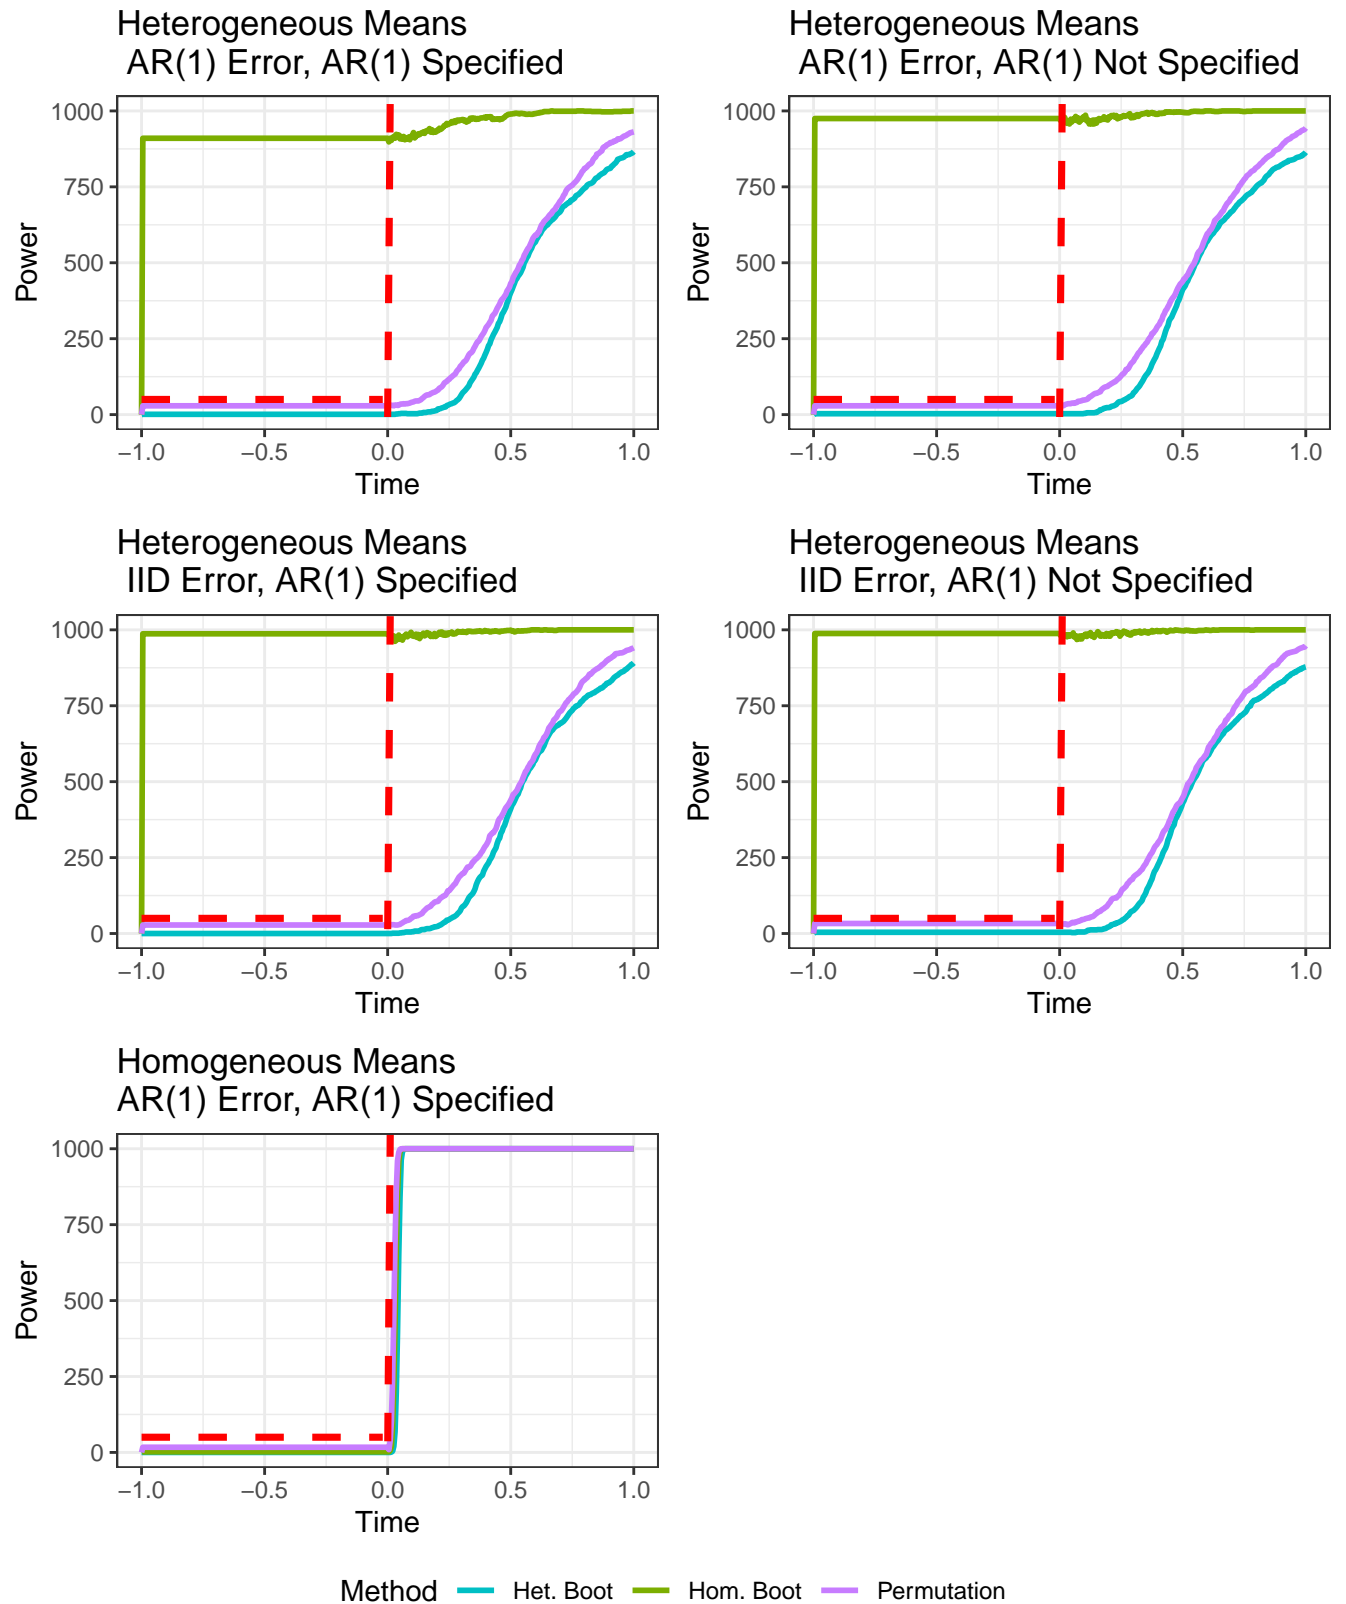 Heterogeneous Means
AR(1) Error, AR(1) Specified
1000
750
500
250
0
Power
−1.0
−0.5
0.0
0.5
1.0
Time
Heterogeneous Means
AR(1) Error, AR(1) Not Specified
1000
750
500
250
0
Power
−1.0
−0.5
0.0
0.5
1.0
Time
Heterogeneous Means
IID Error, AR(1) Specified
1000
750
500
250
0
Power
−1.0
−0.5
0.0
0.5
1.0
Time
Heterogeneous Means
IID Error, AR(1) Not Specified
1000
750
500
250
0
Power
−1.0
−0.5
0.0
0.5
1.0
Time
Homogeneous Means
AR(1) Error, AR(1) Specified
1000
750
500
250
0
Power
−1.0
−0.5
0.0
0.5
1.0
Time
Method Het. Boot Hom. Boot Permutation